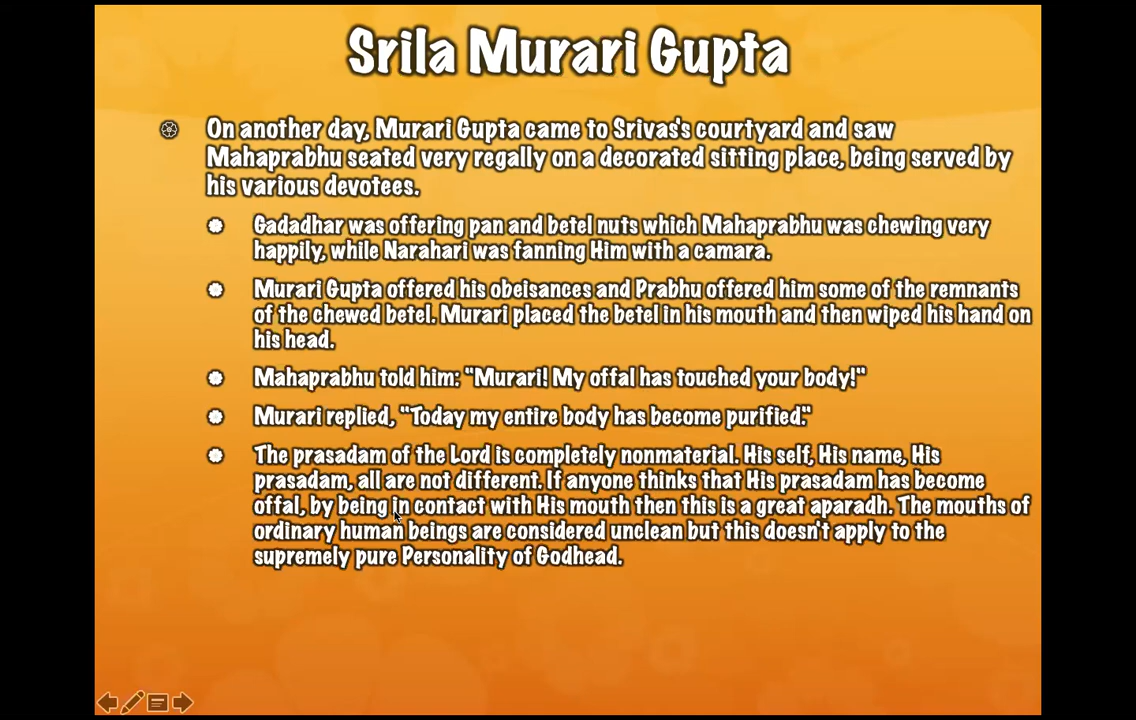 Srila Murari Gupta
On another day, Murari Gupta came to Srivas's courtyard and saw
Mahaprabhu seated very regally on a decorated sitting place, being served by
his various devotees.
Gadadhar was offering pan and betel nuts which Mahaprabhu was chewing very
happily, while Narahari was fanning Him with a camara.
Murari Gupta offered his obeisances and Prabhu offered him some of the remnants
of the chewed betel. Murari placed the betel in his mouth and then wiped his hand on
his head.
Mahaprabhu told him: "Murari! My offal has touched your body!"
Murari replied, "Today my entire body has become purified."
The prasadam of the Lord is completely nonmaterial. His self, His name, His
prasadam, all are not different. If anyone thinks that His prasadam has become
offal, by being in contact with His mouth then this is a great aparadh. The mouths of
ordinary human beings are considered unclean but this doesn't apply to the
supremely pure Personality of Godhead.